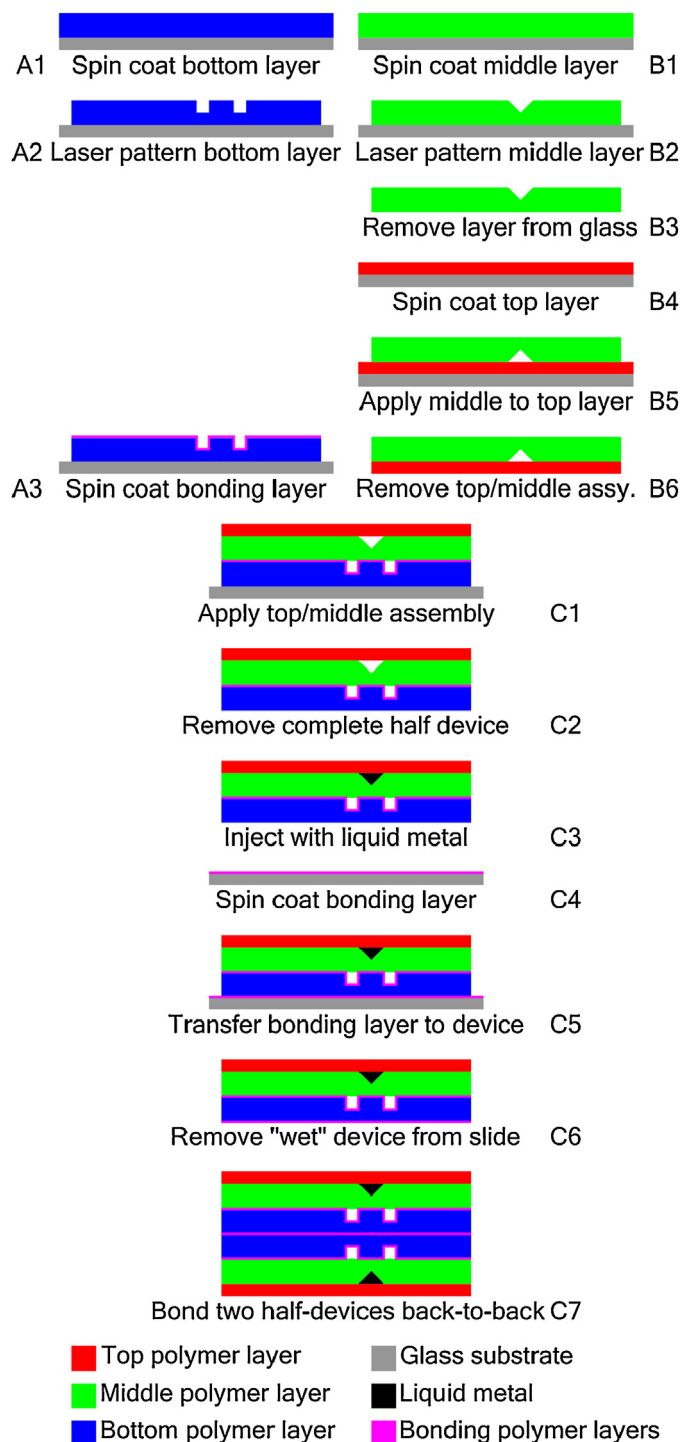 A1 Spin coat bottom layer
Spin coat middle layer B1
A2 Laser pattern bottom layer
Laser pattern middle layer B2
Remove layer from glass B3
Spin coat top layer B4
Apply middle to top layer B5
A3 Spin coat bonding layer
Remove top/middle assy. B6
Apply top/middle assembly C1
Remove complete half device C2
Inject with liquid metal C3
Spin coat bonding layer C4
Transfer bonding layer to device C5
Remove "wet" device from slide C6
Bond two half-devices back-to-back C7
Top polymer layer
Glass substrate
Middle polymer layer
Liquid metal
Bottom polymer layer
Bonding polymer layers